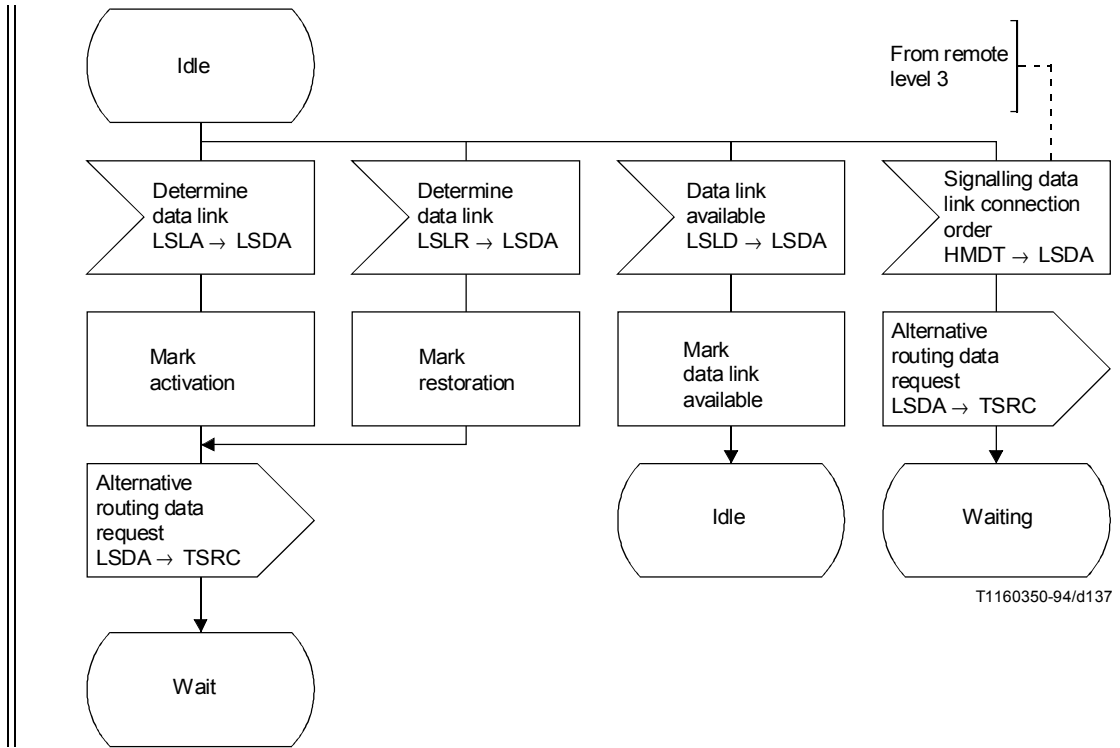 Idle
From remote
level 3
Determine
data link
LSLA → LSDA
Determine
data link
LSLR → LSDA
Data link
available
LSLD → LSDA
Signalling data
link connection
order
HMDT → LSDA
Mark
activation
Mark
restoration
Mark
data link
available
Alternative
routing data
request
LSDA → TSRC
Alternative
routing data
request
LSDA → TSRC
Idle
Waiting
T1160350-94/d137
Wait